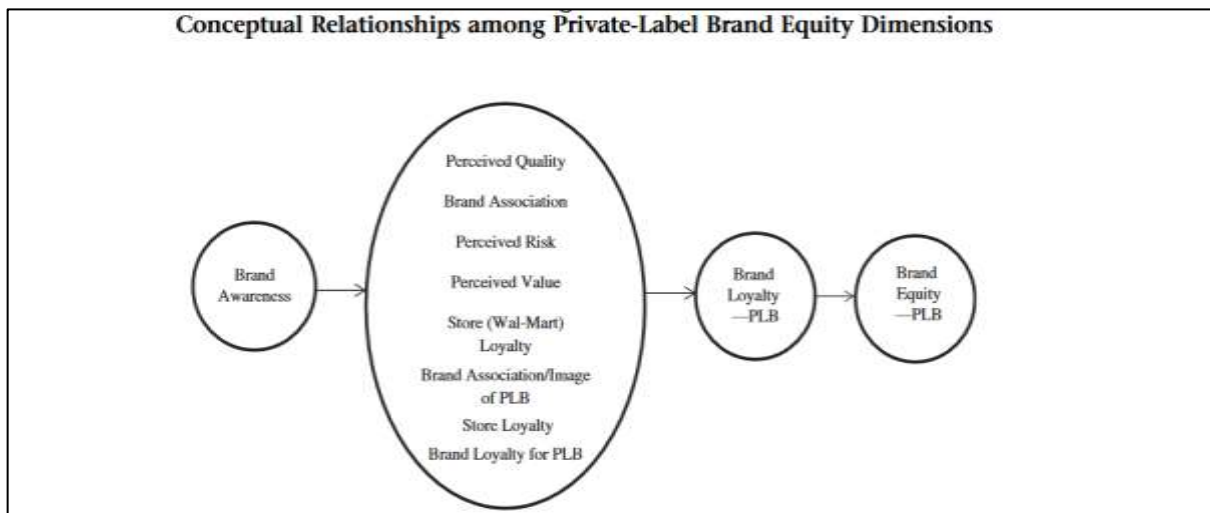 Conceptual Relationships among Private-Label Brand Equity Dimensions
Brand
Awareness
Perceived Quality
Brand Association
Perceived Risk
Perceived Value
Store (Wal-Mart)
Loyalty
Brand Association/Image
of PLB
Store Loyalty
Brand Loyalty for PLB
Brand
Loyalty
—PLB
Brand
Equity
—PLB